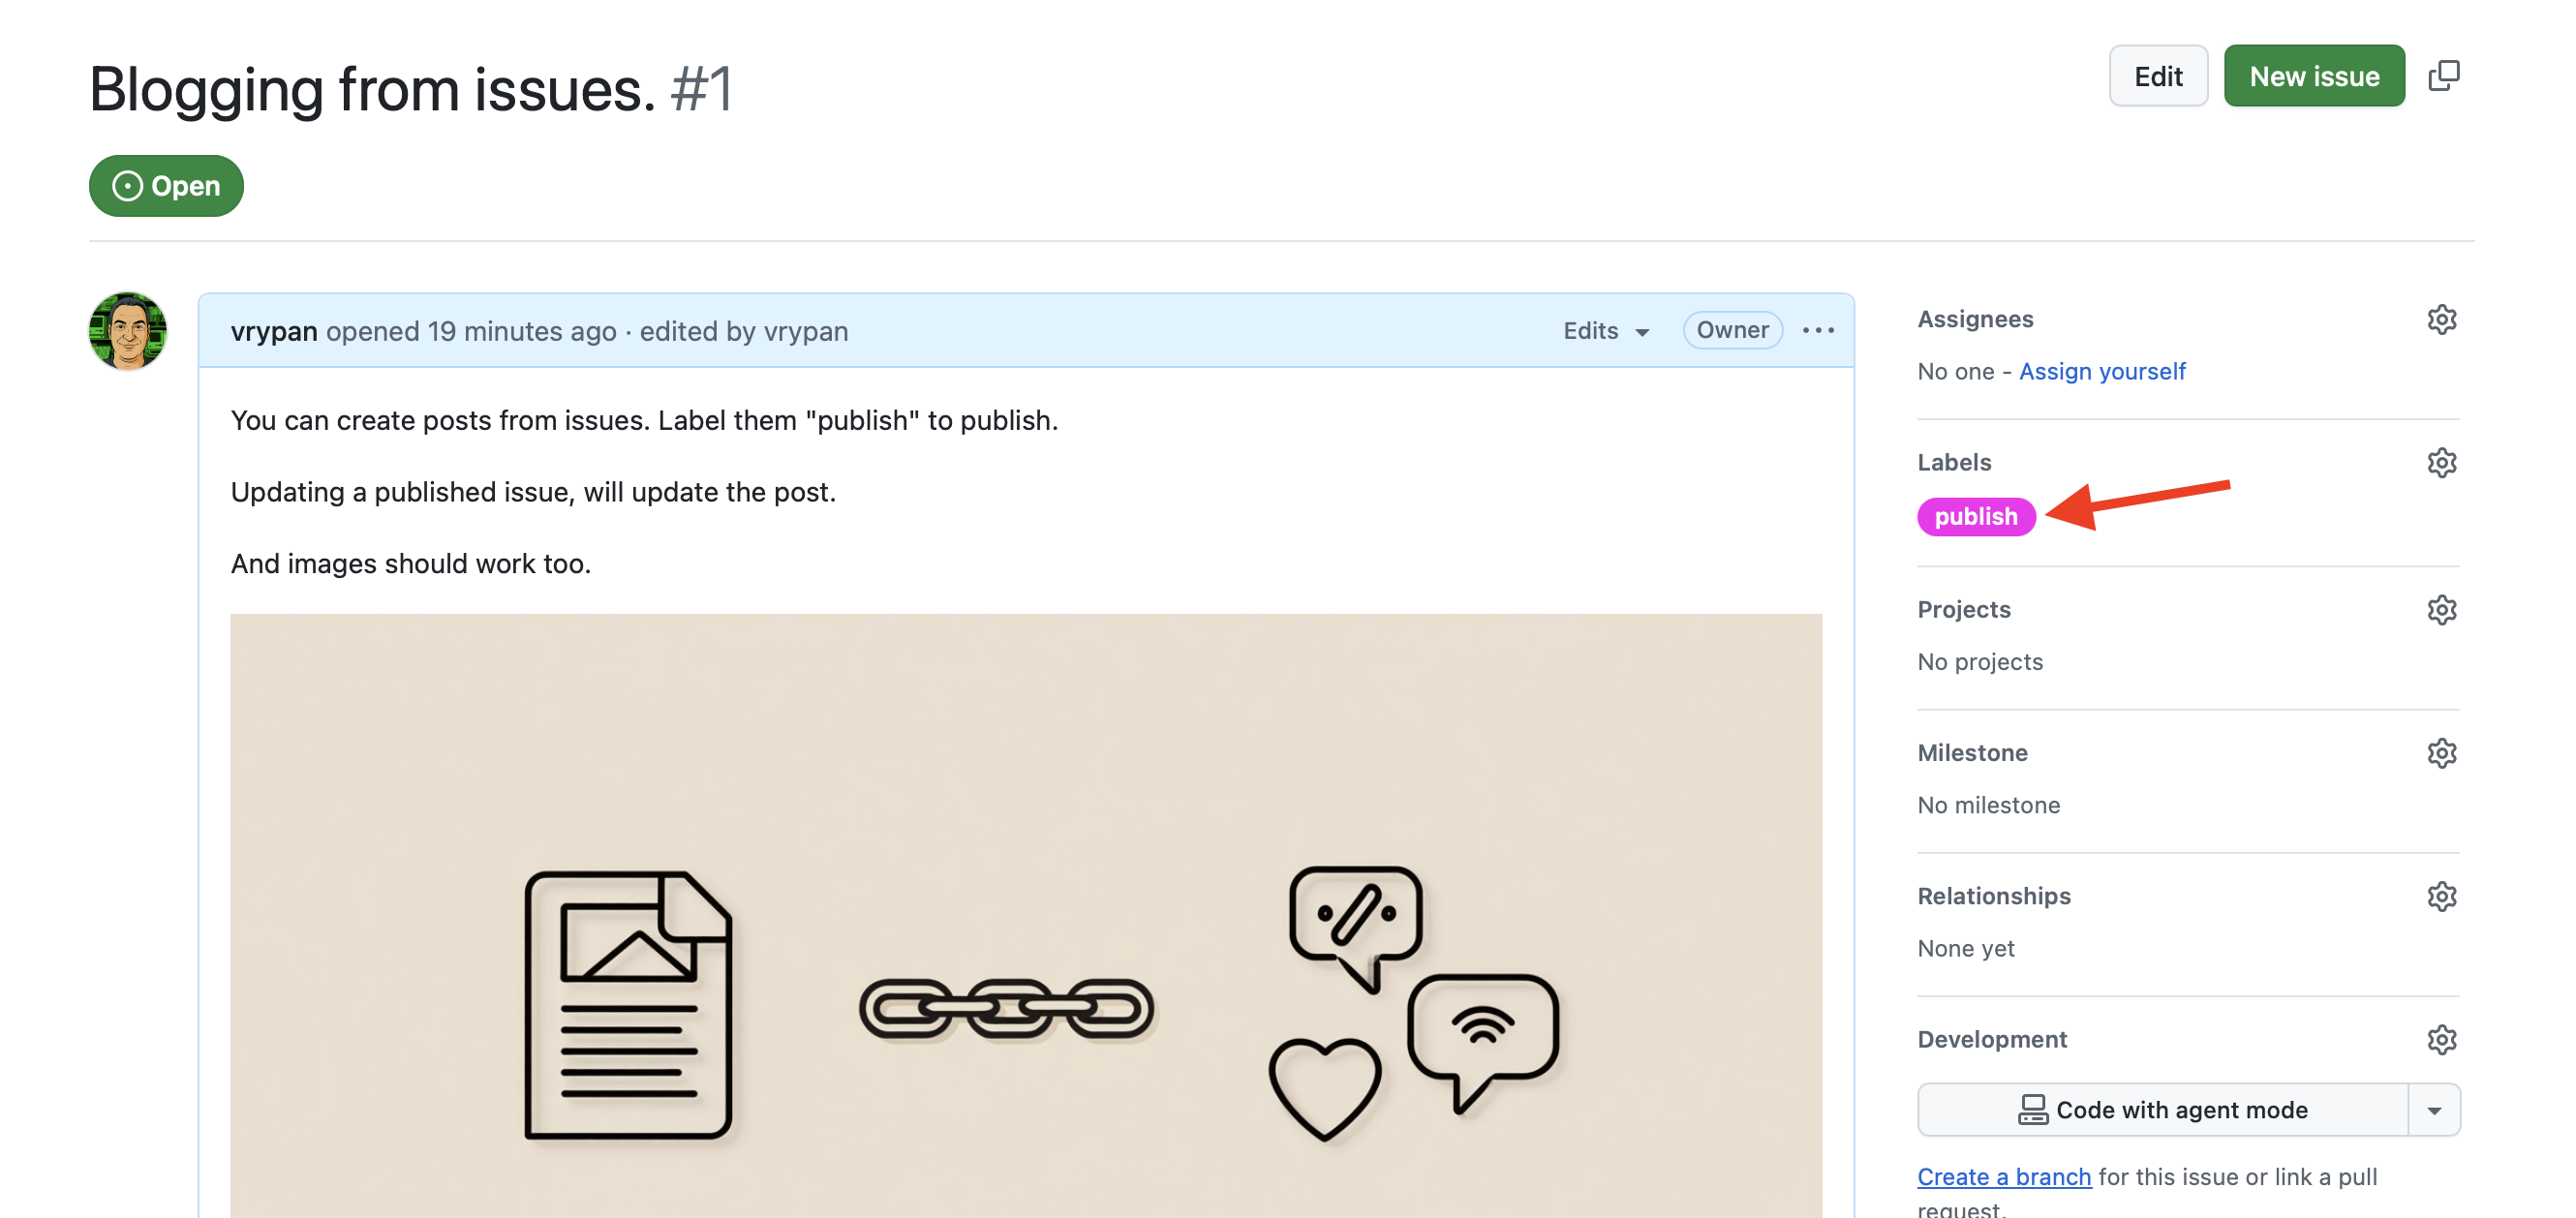 Blogging from issues. #1
Edit
New issue
Open
vrypan opened 19 minutes ago · edited by vrypan
Edits
Owner
You can create posts from issues. Label them "publish" to publish.
Updating a published issue, will update the post.
And images should work too.
Assignees
No one - Assign yourself
Labels
publish
Projects
No projects
Milestone
No milestone
Relationships
None yet
Development
Code with agent mode
Create a branch for this issue or link a pull
request.